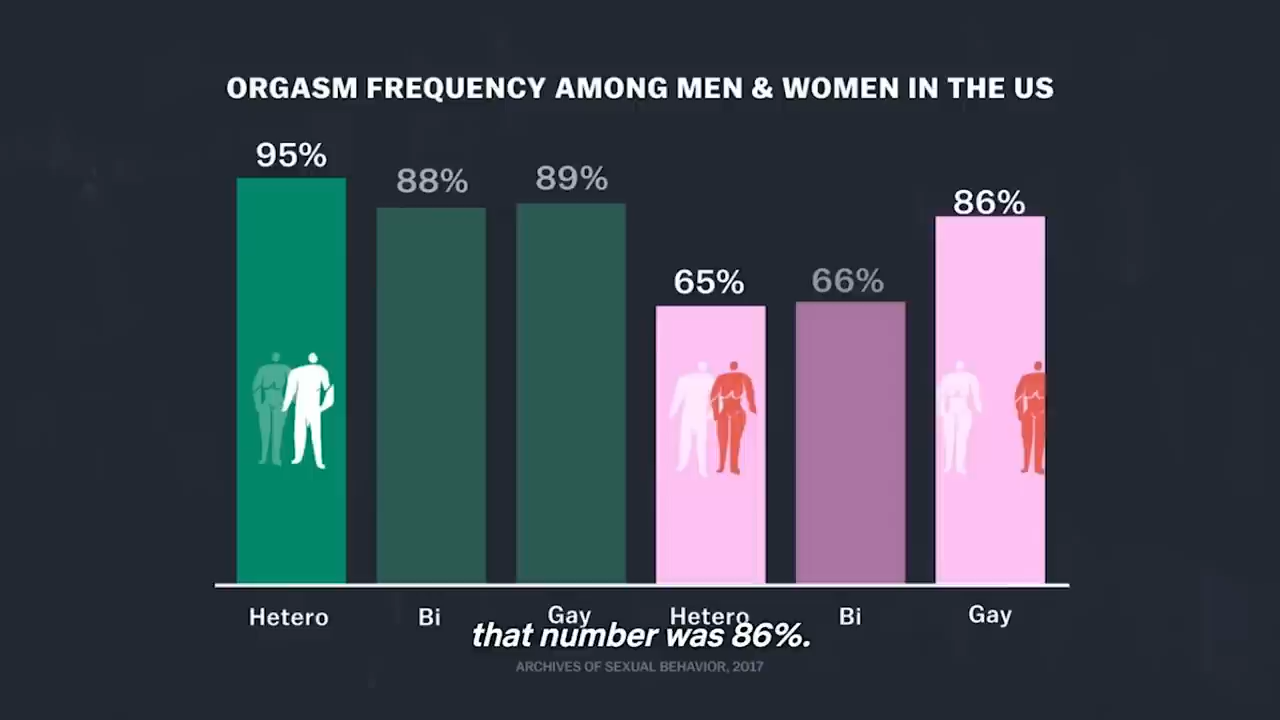 ORGASM FREQUENCY AMONG MEN & WOMEN IN THE US
95%
88%
89%
65%
66%
86%
Hetero
Bi
Gay
Hetero
Bi
Gay
that number was 86%.
ARCHIVES OF SEXUAL BEHAVIOR, 2017